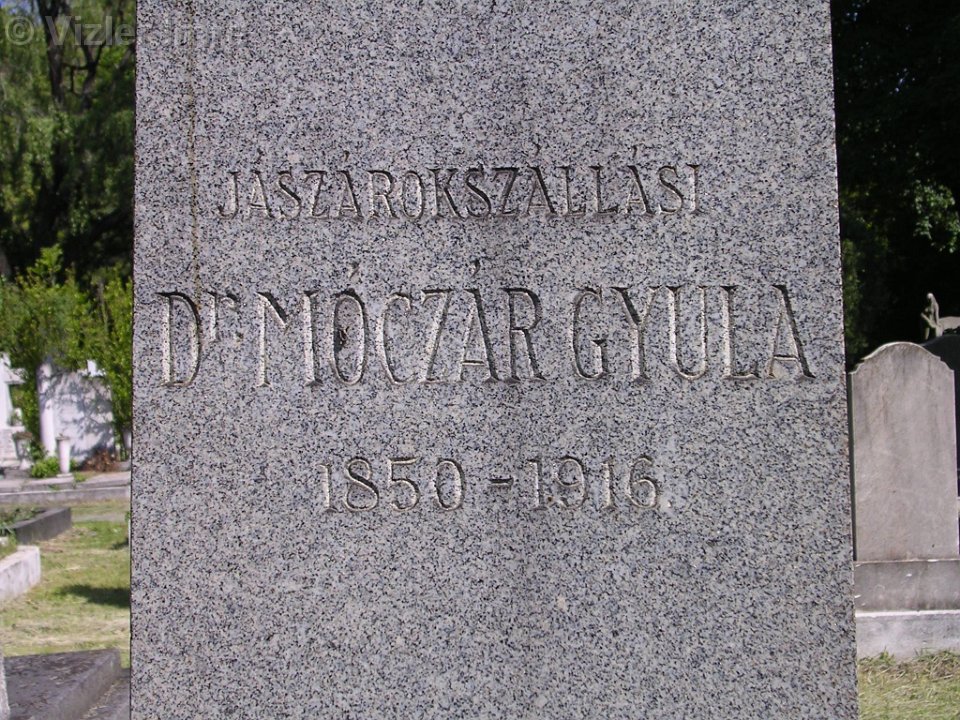 JÁSZÁROKSZÁLLÁSI
Dr. MÓCZÁR GYULA
1850-1916.